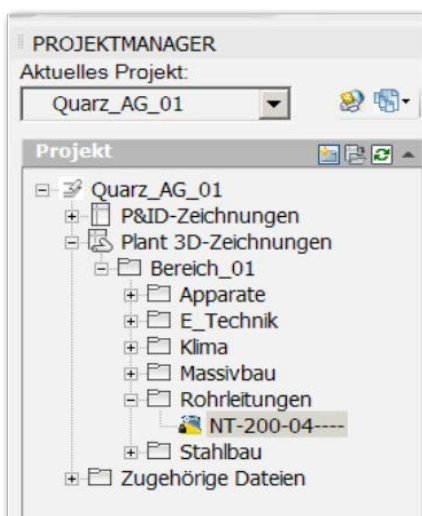 PROJEKTMANAGER
Aktuelles Projekt:
Quarz_AG_01
Projekt
Quarz_AG_01
P&ID-Zeichnungen
Plant 3D-Zeichnungen
Bereich_01
Apparate
E_Technik
Klima
Massivbau
Rohrleitungen
NT-200-04----
Stahlbau
Zugehörige Dateien